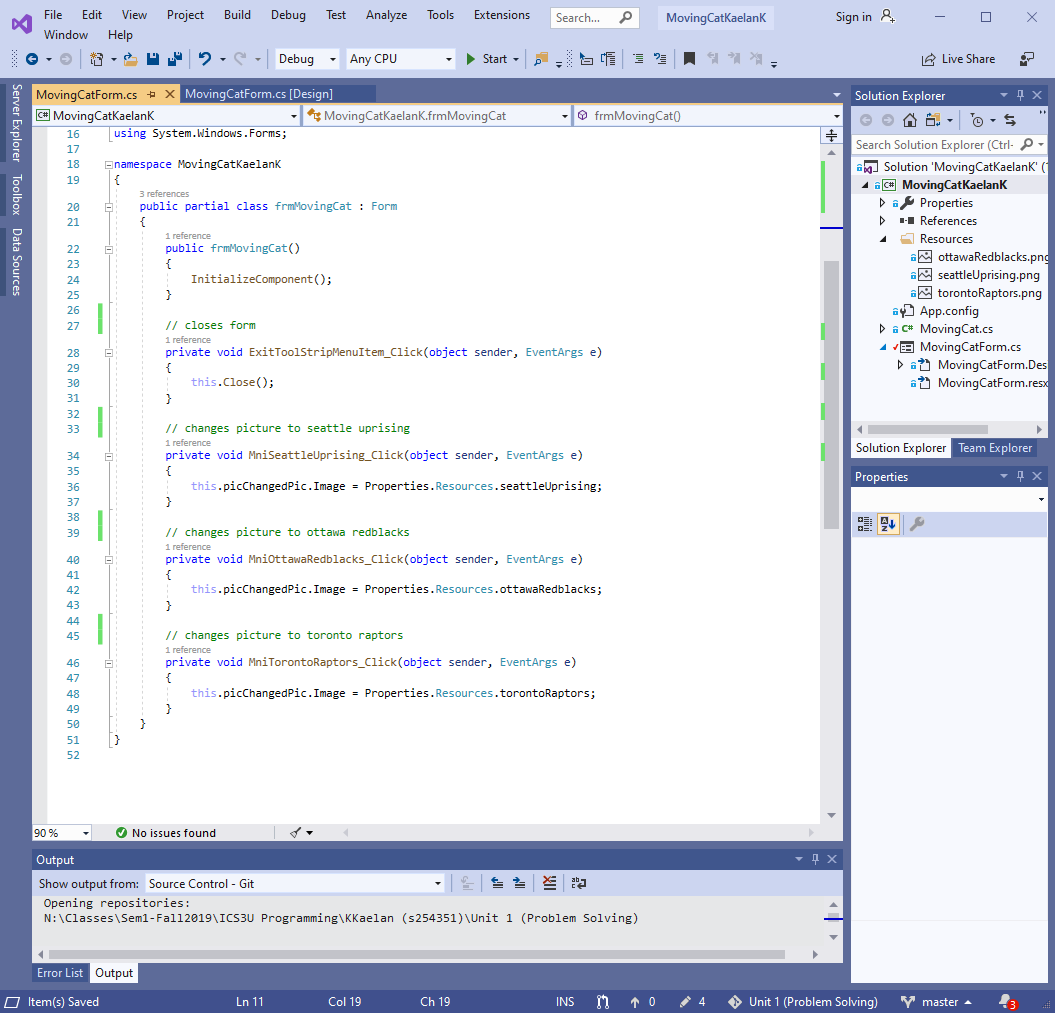 File Edit View Project Build Debug Test Analyze Tools Extensions Search... MovingCatKaelanK Sign in
Window Help
Debug Any CPU Start Live Share
Server Explorer
Toolbox
Data Sources
MovingCatForm.cs MovingCatForm.cs [Design]
C# MovingCatKaelanK MovingCatKaelanK.frmMovingCat frmMovingCat()
16 using System.Windows.Forms;
17
18 namespace MovingCatKaelanK
19 {
3 references
20 public partial class frmMovingCat : Form
21 {
1 reference
22 public frmMovingCat()
23 {
24 InitializeComponent();
25 }
26
27 // closes form
1 reference
28 private void ExitToolStripMenuItem_Click(object sender, EventArgs e)
29 {
30 this.Close();
31 }
32
33 // changes picture to seattle uprising
1 reference
34 private void MniSeattleUprising_Click(object sender, EventArgs e)
35 {
36 this.picChangedPic.Image = Properties.Resources.seattleUprising;
37 }
38
39 // changes picture to ottawa redblacks
1 reference
40 private void MniOttawaRedblacks_Click(object sender, EventArgs e)
41 {
42 this.picChangedPic.Image = Properties.Resources.ottawaRedblacks;
43 }
44
45 // changes picture to toronto raptors
1 reference
46 private void MniTorontoRaptors_Click(object sender, EventArgs e)
47 {
48 this.picChangedPic.Image = Properties.Resources.torontoRaptors;
49 }
50 }
51 }
52
90 % No issues found
Output
Show output from: Source Control - Git
Opening repositories:
N:\Classes\Sem1-Fall2019\ICS3U Programming\KKaelan (s254351)\Unit 1 (Problem Solving)
Error List Output
Solution Explorer
Search Solution Explorer (Ctrl-
Solution 'MovingCatKaelanK' (
C# MovingCatKaelanK
Properties
References
Resources
ottawaRedblacks.png
seattleUprising.png
torontoRaptors.png
App.config
C# MovingCat.cs
MovingCatForm.cs
MovingCatForm.Des
MovingCatForm.resx
Solution Explorer Team Explorer
Properties
Item(s) Saved Ln 11 Col 19 Ch 19 INS 0 4 Unit 1 (Problem Solving) master 3